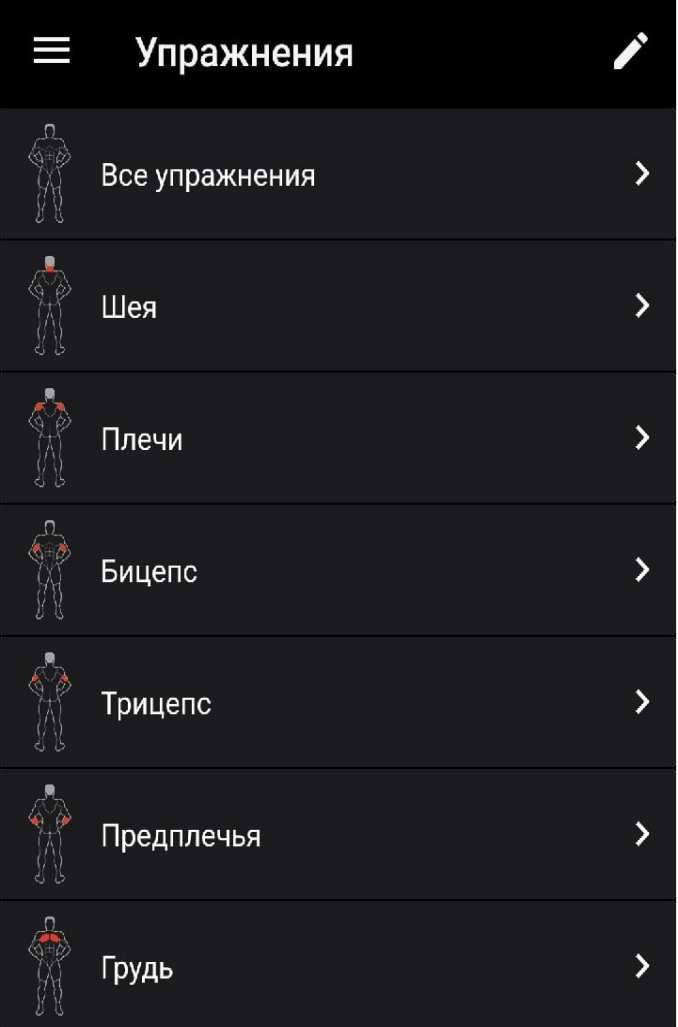 Упражнения
Все упражнения
Шея
Плечи
Бицепс
Трицепс
Предплечья
Грудь